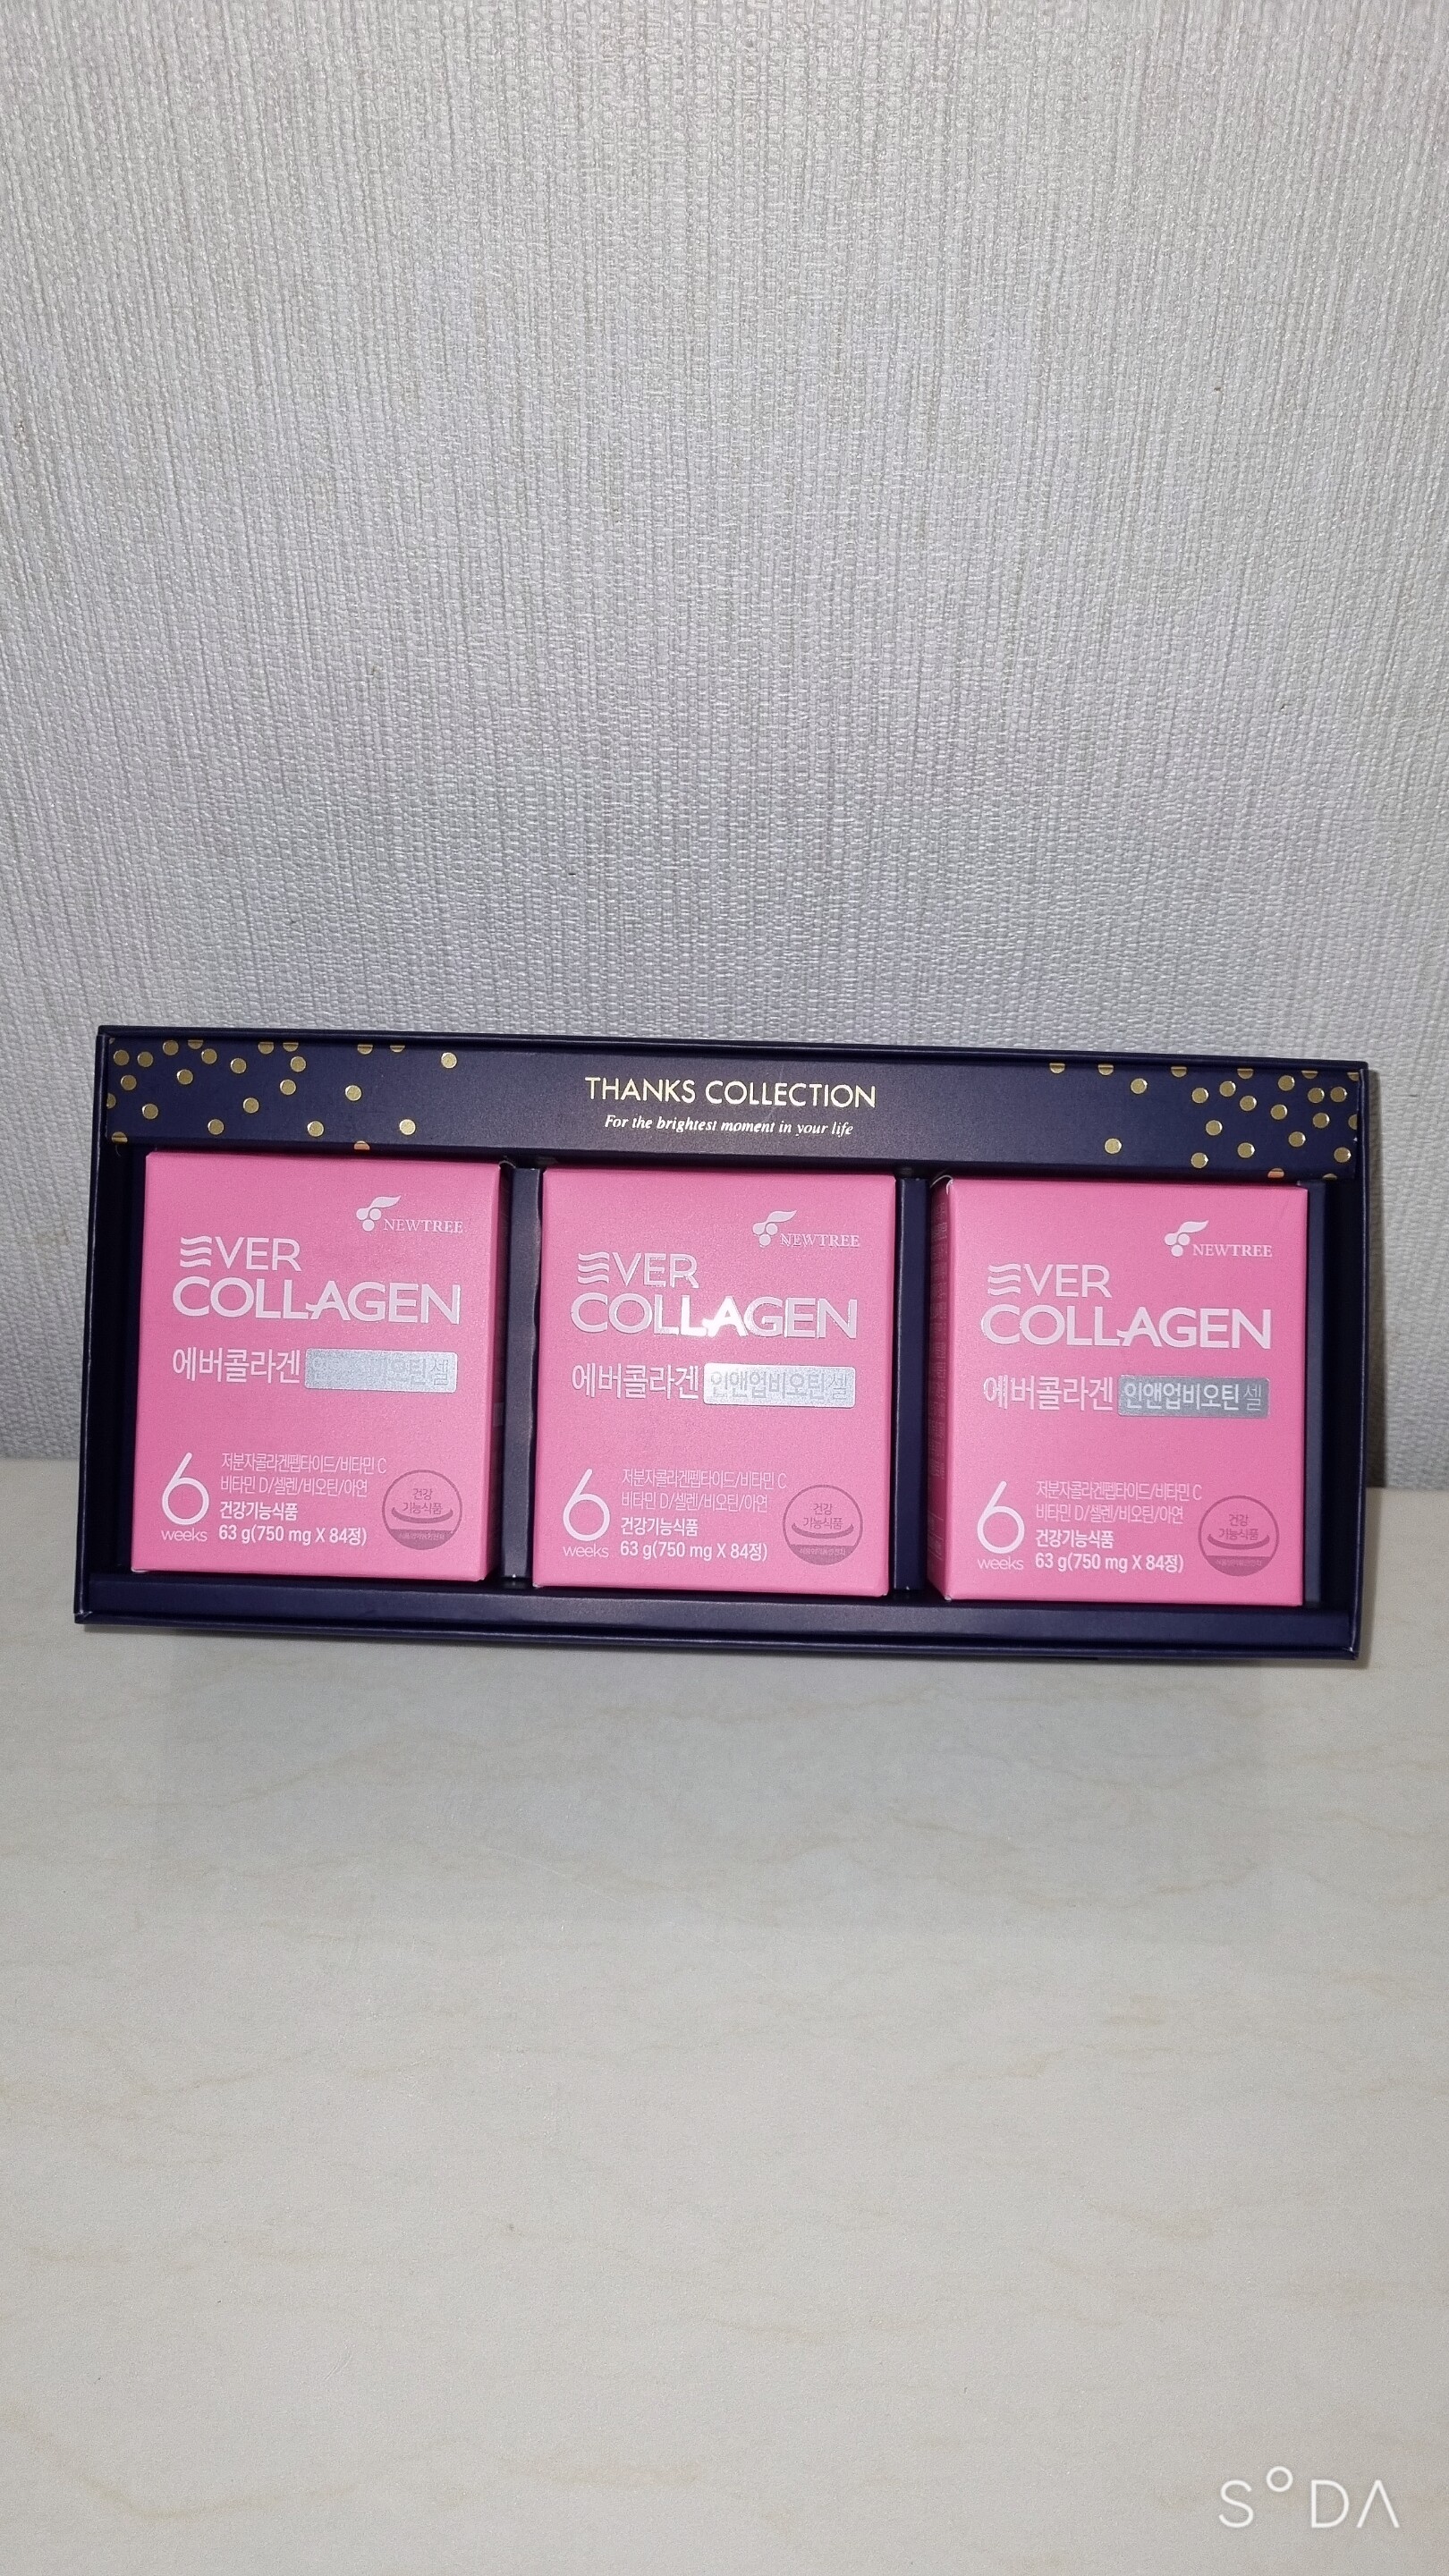 THANKS COLLECTION
For the brightest moment in your life
NEWTREE
EVER
COLLAGEN
에버콜라겐 비오틴 셀
6
weeks
저분자콜라겐펩타이드/비타민 C
비타민 D/셀렌/비오틴/아연
건강기능식품
63 g(750 mg X 84정)
건강
기능식품
NEWTREE
EVER
COLLAGEN
에버콜라겐 인앤업비오틴 셀
6
weeks
저분자콜라겐펩타이드/비타민 C
비타민 D/셀렌/비오틴/아연
건강기능식품
63 g(750 mg X 84정)
건강
기능식품
NEWTREE
EVER
COLLAGEN
에버콜라겐 인앤업비오틴 셀
6
weeks
저분자콜라겐펩타이드/비타민 C
비타민 D/셀렌/비오틴/아연
건강기능식품
63 g(750 mg X 84정)
건강
기능식품
SODA